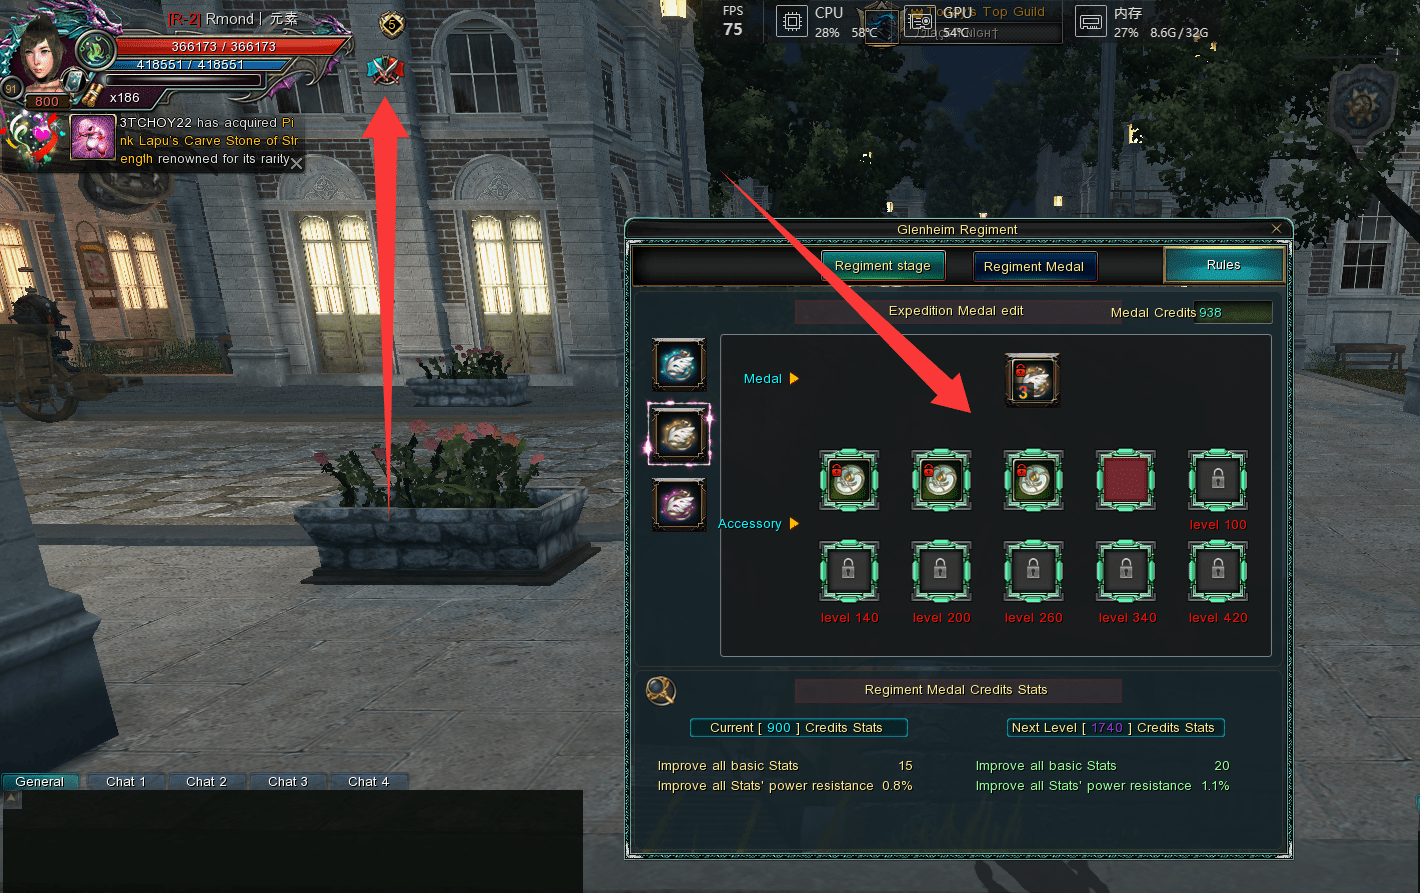 [R-2] Rmond | 元素
5
366173 / 366173
418551 / 418551
91
800
x186
3TCHOY22 has acquired Pi
nk Lapu's Carve Stone of Str
ength renowned for its rarity
FPS
75
CPU
28% 58℃
GPU
54℃
s Top Guild
内存
27% 8.6G/32G
Glenheim Regiment
Regiment stage
Regiment Medal
Rules
Expedition Medal edit
Medal Credits 938
Medal
3
Accessory
level 100
level 140
level 200
level 260
level 340
level 420
Regiment Medal Credits Stats
Current [ 900 ] Credits Stats
Next Level [ 1740 ] Credits Stats
Improve all basic Stats 15
Improve all basic Stats 20
Improve all Stats' power resistance 0.8%
Improve all Stats' power resistance 1.1%
General
Chat 1
Chat 2
Chat 3
Chat 4